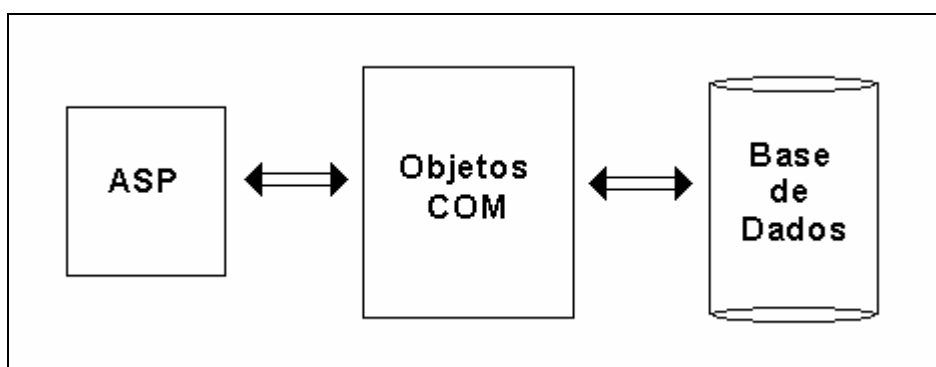 ASP
Objetos
COM
Base
de
Dados